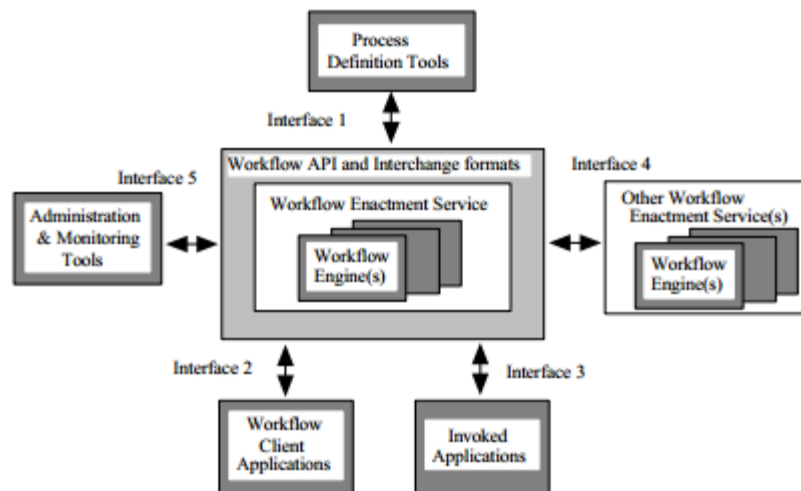 Process
Definition Tools
Interface 1
Workflow API and Interchange formats
Interface 4
Interface 5
Workflow Enactment Service
Other Workflow
Enactment Service(s)
Administration
& Monitoring
Tools
Workflow
Engine(s)
Workflow
Engine(s)
Interface 2
Interface 3
Workflow
Client
Applications
Invoked
Applications